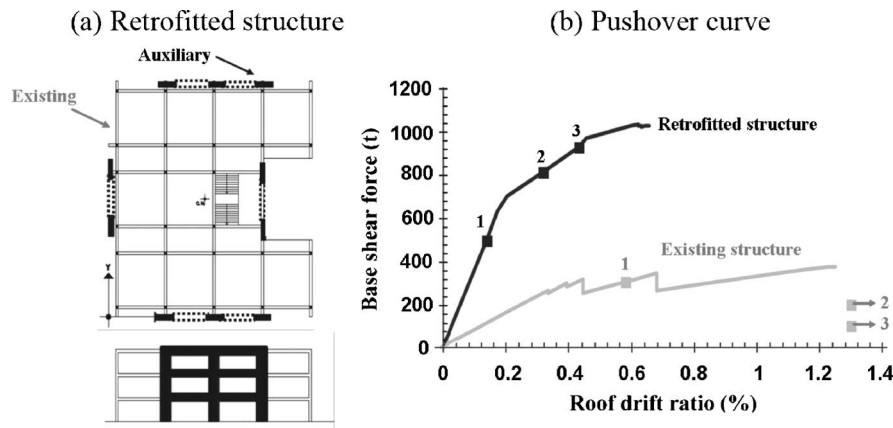 (a) Retrofitted structure
Auxiliary
Existing
Y
(b) Pushover curve
Base shear force (t)
1200
1000
800
600
400
200
0
Retrofitted structure
1
2
3
Existing structure
1
2
3
0
0.2
0.4
0.6
0.8
1
1.2
1.4
Roof drift ratio (%)